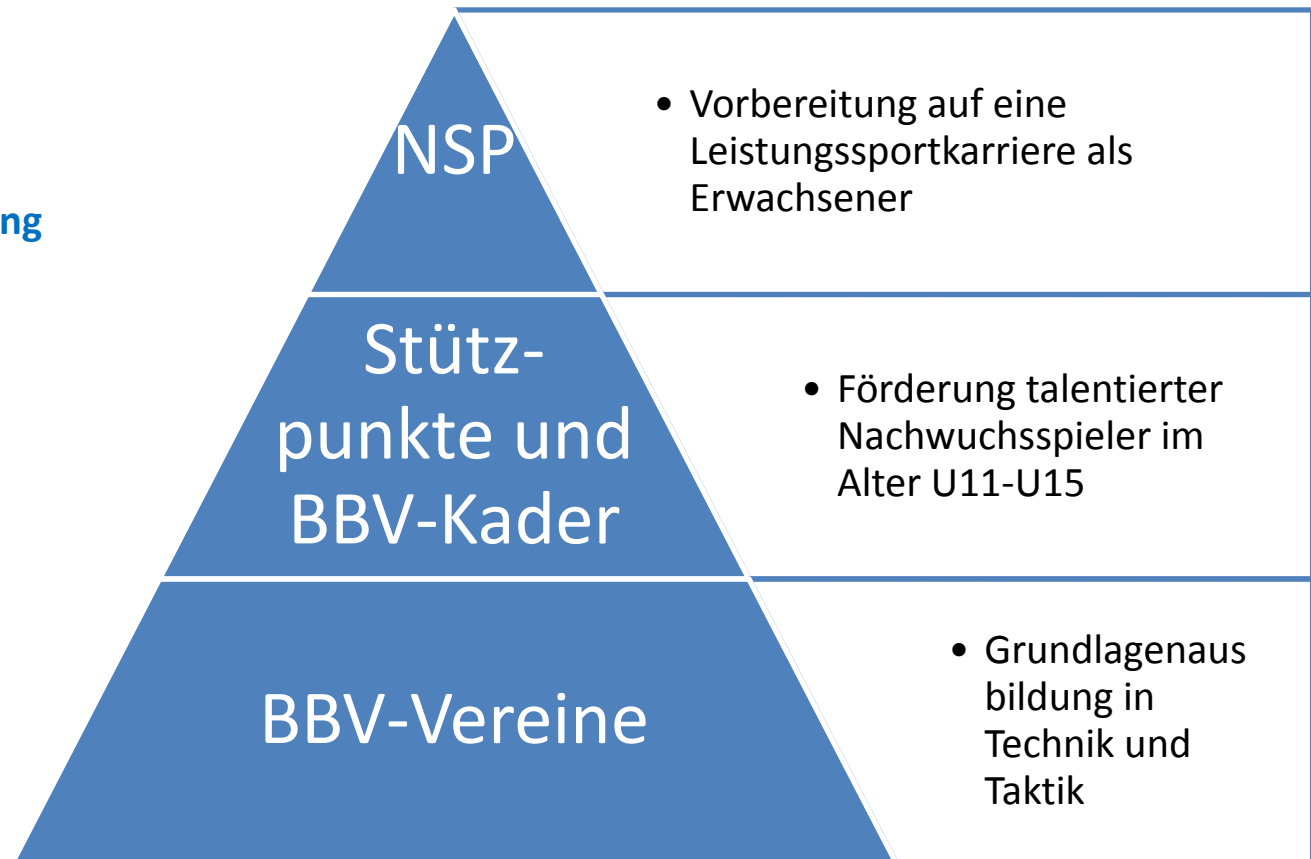 ng
NSP
• Vorbereitung auf eine
Leistungssportkarriere als
Erwachsener
Stütz-
punkte und
BBV-Kader
• Förderung talentierter
Nachwuchsspieler im
Alter U11-U15
BBV-Vereine
• Grundlagenaus
bildung in
Technik und
Taktik